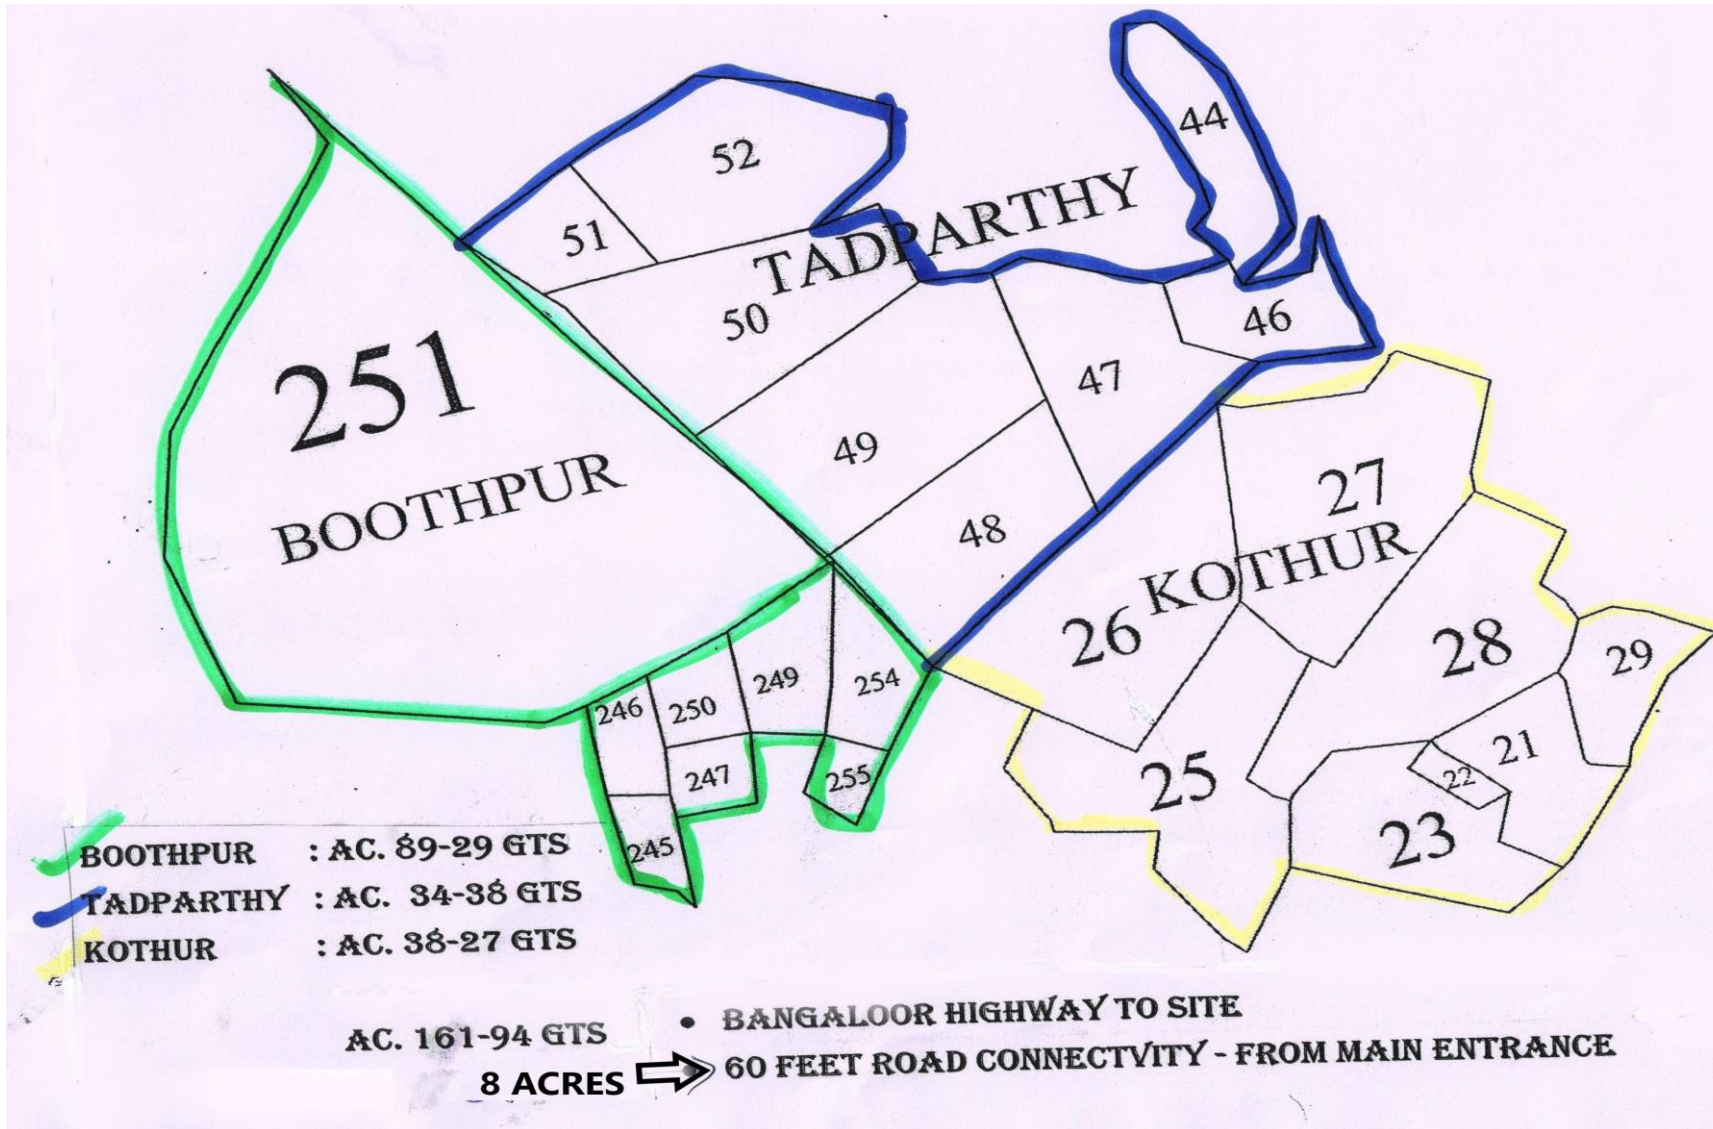 44
52
51
TADPARTHY
50
46
251
47
49
BOOTHPUR
27
48
KOTHUR
26
28
29
249
254
246
250
21
247
255
22
25
23
245
BOOTHPUR : AC. 89-29 GTS
TADPARTHY : AC. 34-38 GTS
KOTHUR : AC. 38-27 GTS
AC. 161-94 GTS
• BANGALOOR HIGHWAY TO SITE
8 ACRES
60 FEET ROAD CONNECTVITY - FROM MAIN ENTRANCE